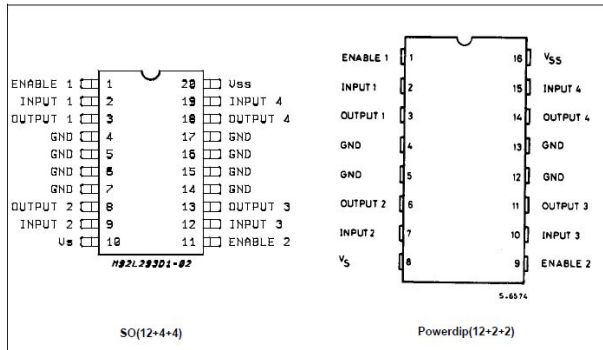 ENABLE 1 1 20 Vss
INPUT 1 2 19 INPUT 4
OUTPUT 1 3 18 OUTPUT 4
GND 4 17 GND
GND 5 16 GND
GND 6 15 GND
GND 7 14 GND
OUTPUT 2 8 13 OUTPUT 3
INPUT 2 9 12 INPUT 3
Vs 10 11 ENABLE 2
M92L293D1-02
SO(12+4+4)
ENABLE 1 1 16 VSS
INPUT 1 2 15 INPUT 4
OUTPUT 1 3 14 OUTPUT 4
GND 4 13 GND
GND 5 12 GND
OUTPUT 2 6 11 OUTPUT 3
INPUT 2 7 10 INPUT 3
VS 8 9 ENABLE 2
S-6574
Powerdip(12+2+2)